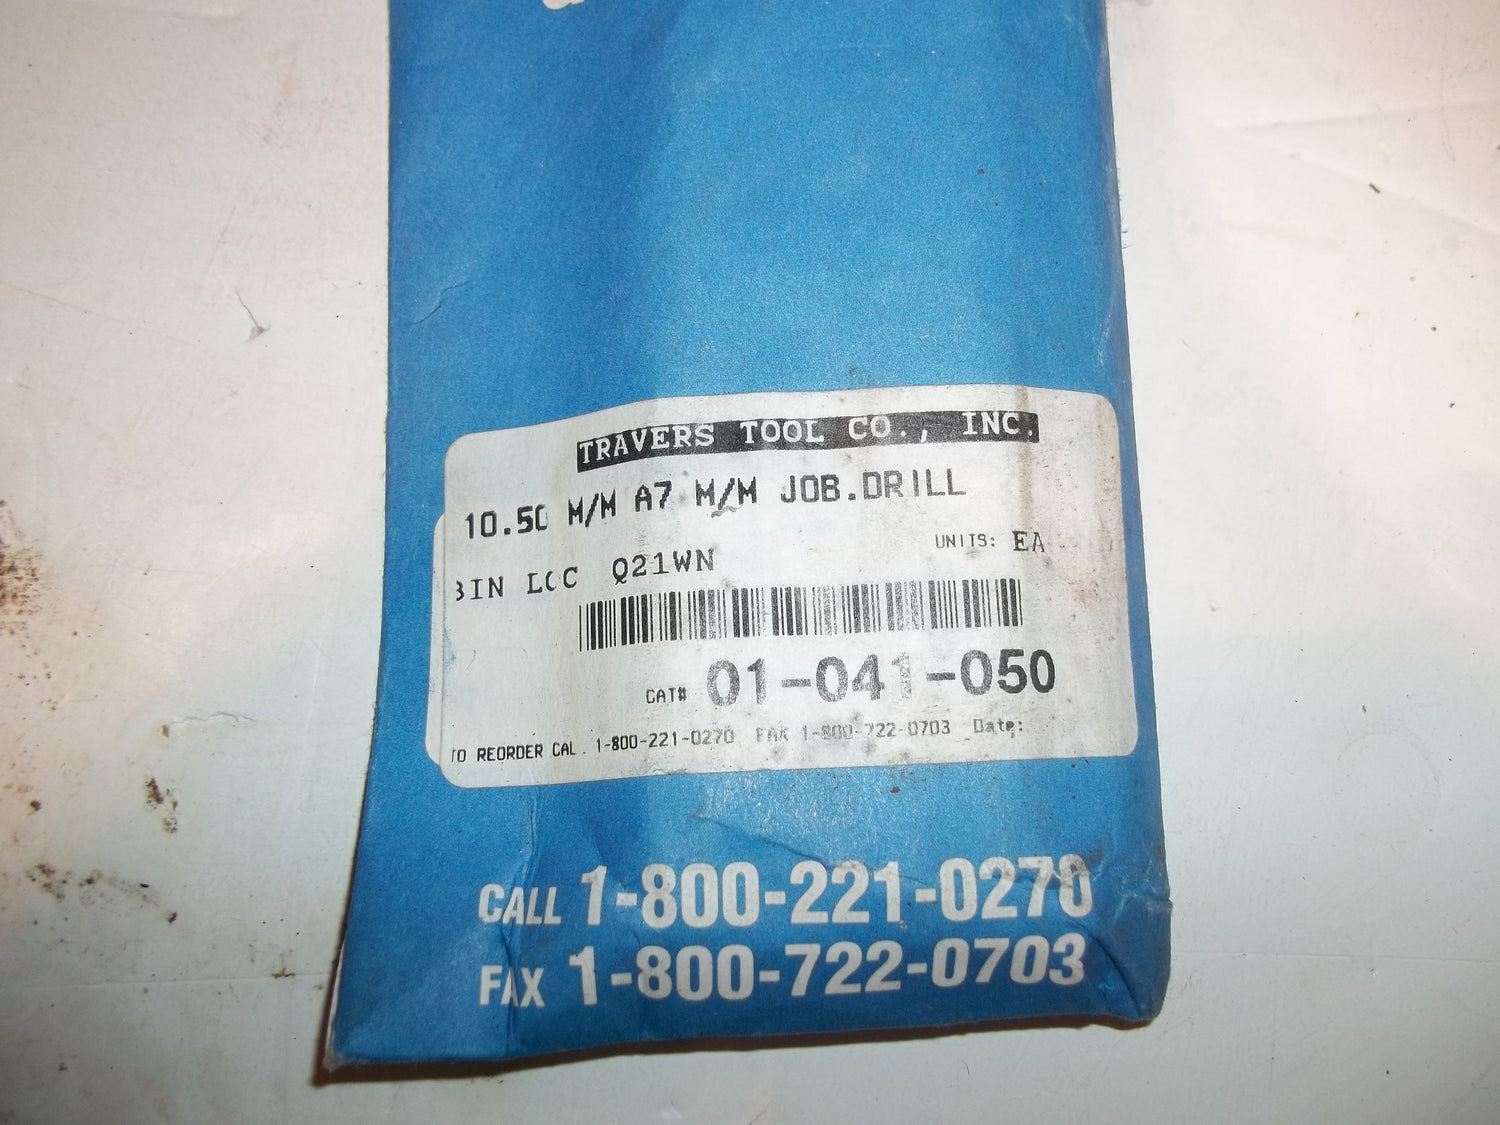 TRAVERS TOOL CO., INC.
10.50 M/M A7 M/M JOB.DRILL
UNITS: EA
BIN LOC Q21WN
CAT# 01-041-050
TO REORDER CAL. 1-800-221-0270 FAX 1-800-722-0703 Date:
CALL 1-800-221-0270
FAX 1-800-722-0703